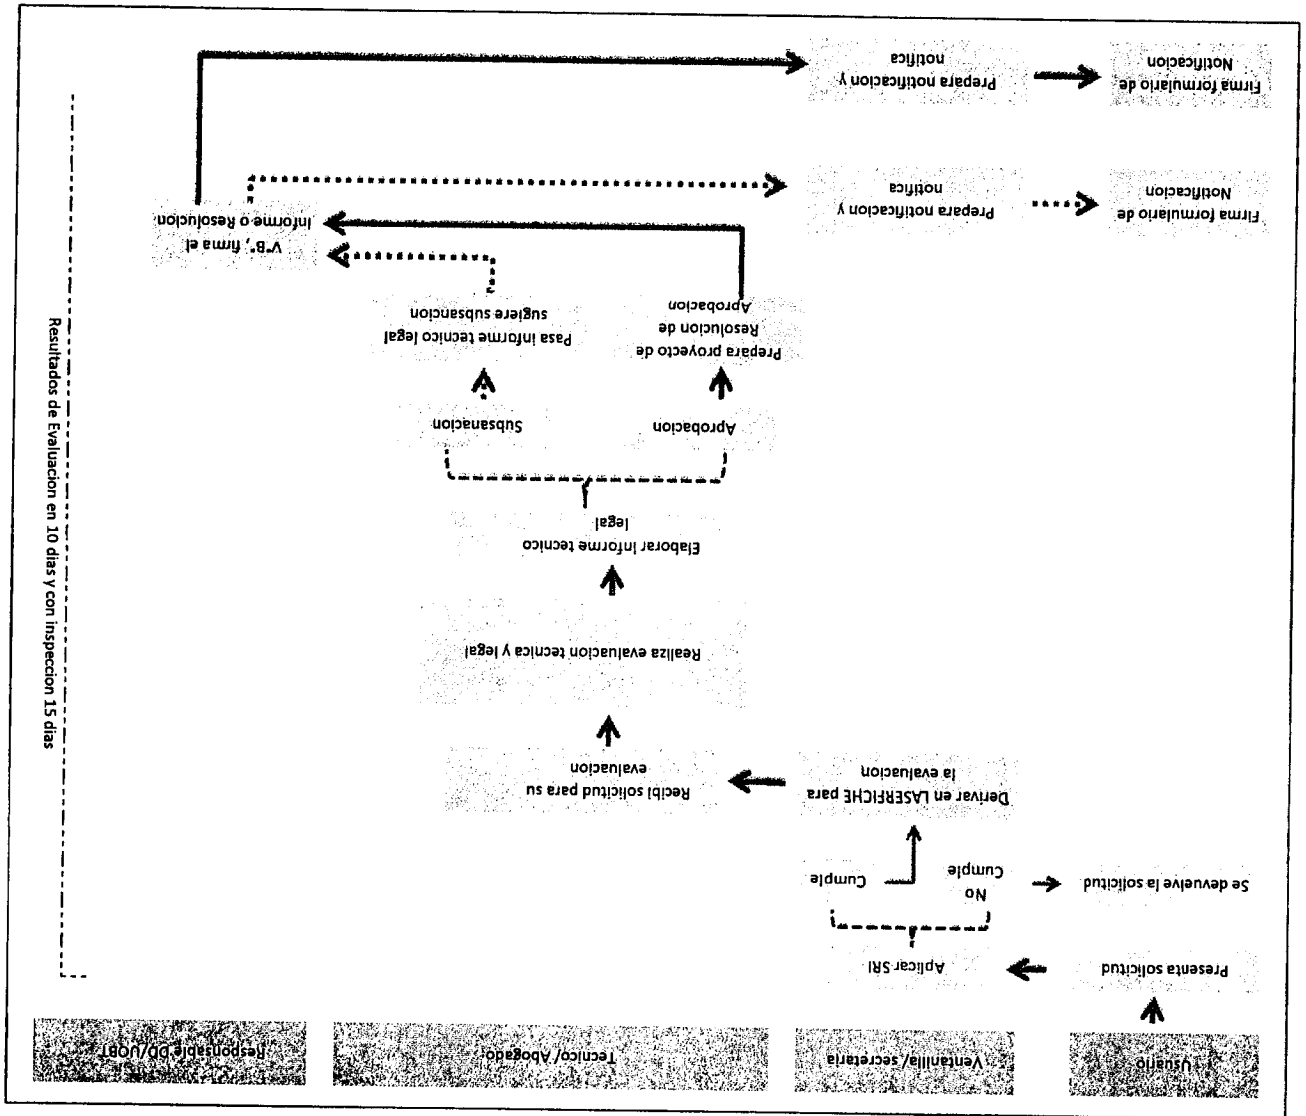 Usuario
Ventanilla/secretaria
Tecnico/Abogado
Responsable DD/UOBT
Presenta solicitud
Aplicar SRI
Se devuelve la solicitud
No
Cumple
Cumple
Derivar en LASERFICHE para
la evaluacion
Recibi solicitud para su
evaluacion
Realiza evaluacion tecnica y legal
Elaborar informe tecnico
legal
Aprobacion
Subsanacion
Prepara proyecto de
Resolucion de
Aprobacion
Pasa informe tecnico legal
sugiere subsancion
V°B°, firma el
Informe o Resolucion
Firma formulario de
Notificacion
Prepara notificacion y
notifica
Firma formulario de
Notificacion
Prepara notificacion y
notifica
Resultados de Evaluacion en 10 dias y con inspeccion 15 dias